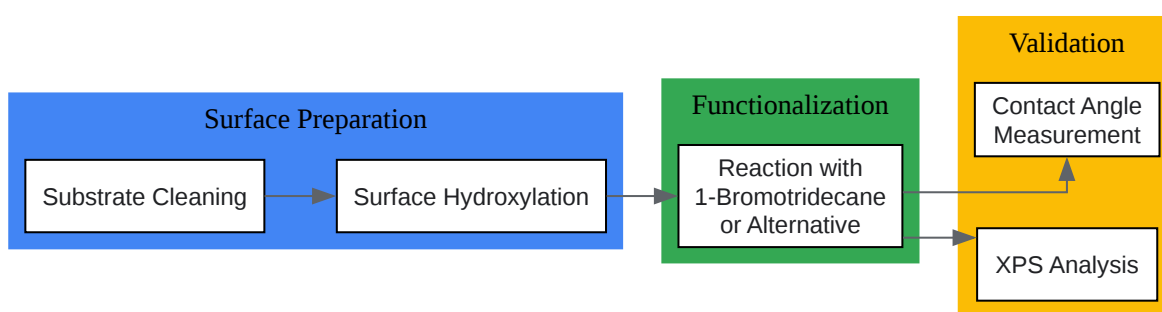 Surface Preparation
Substrate Cleaning
Surface Hydroxylation
Functionalization
Reaction with
1-Bromotridecane
or Alternative
Validation
Contact Angle
Measurement
XPS Analysis